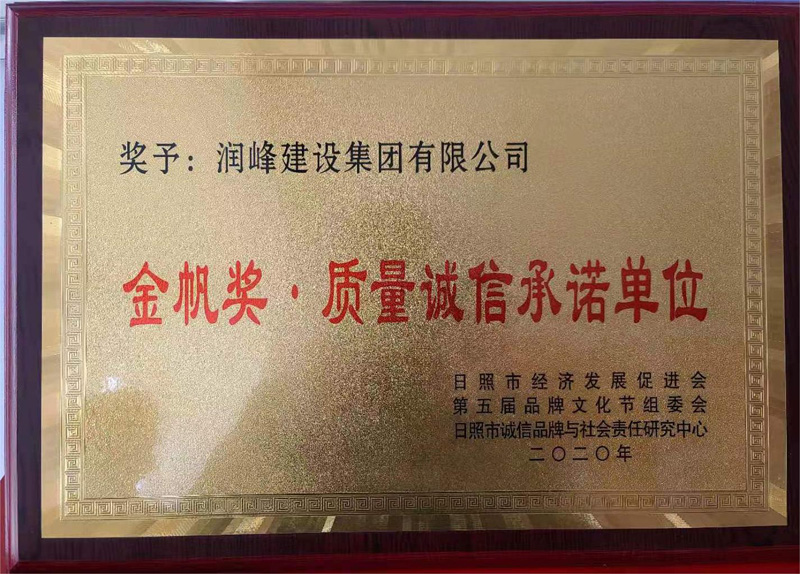 奖予：润峰建设集团有限公司
金帆奖·质量诚信承诺单位
日照市经济发展促进会
第五届品牌文化节组委会
日照市诚信品牌与社会责任研究中心
二〇二〇年